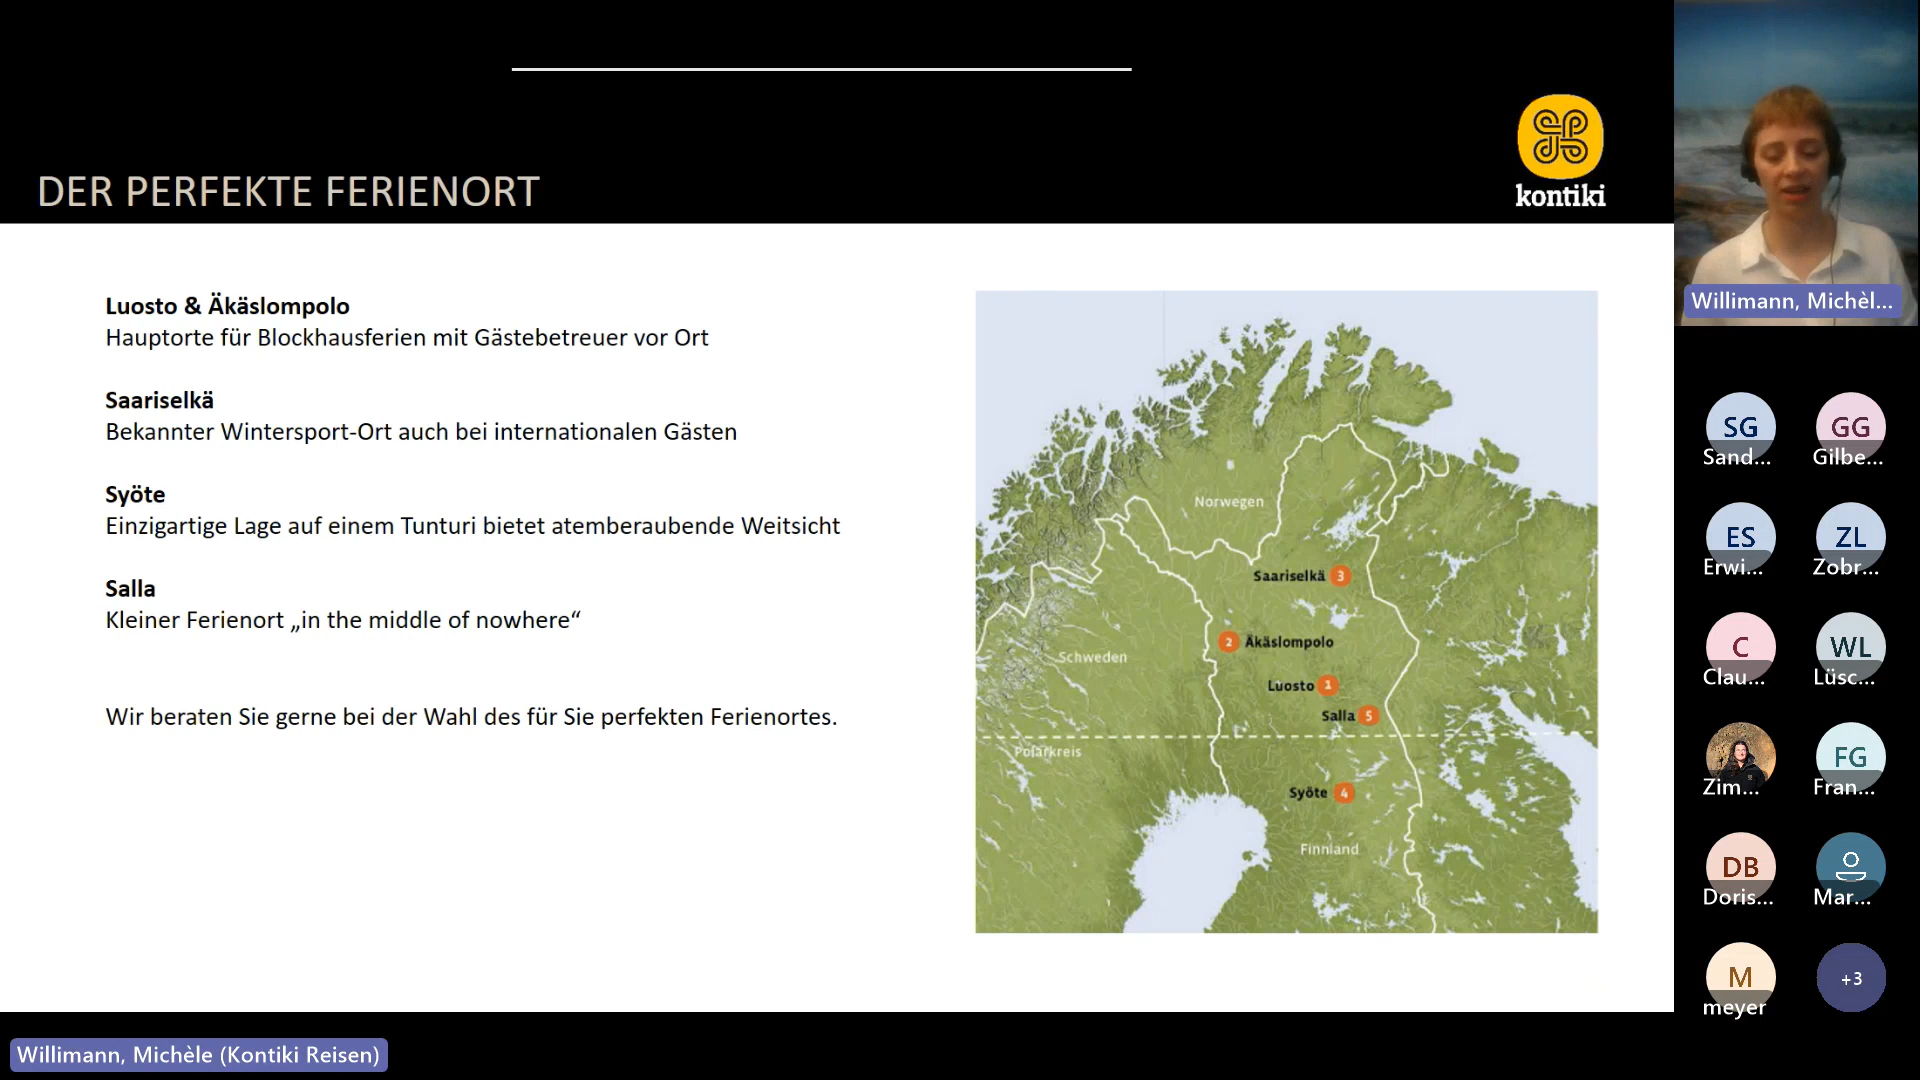 DER PERFEKTE FERIENORT
kontiki
Luosto & Äkäslompolo
Hauptorte für Blockhausferien mit Gästebetreuer vor Ort
Saariselkä
Bekannter Wintersport-Ort auch bei internationalen Gästen
Syöte
Einzigartige Lage auf einem Tunturi bietet atemberaubende Weitsicht
Salla
Kleiner Ferienort „in the middle of nowhere“
Wir beraten Sie gerne bei der Wahl des für Sie perfekten Ferienortes.
Norwegen
Saariselkä 3
2 Äkäslompolo
Schweden
Luosto 1
Salla 5
Polarkreis
Syöte 4
Finnland
Willimann, Michèl...
SG GG
Sand... Gilbe...
ES ZL
Erwi... Zobr...
C WL
Clau... Lüsc...
FG
Zim... Fran...
DB
Doris... Mar...
M +3
meyer
Willimann, Michèle (Kontiki Reisen)